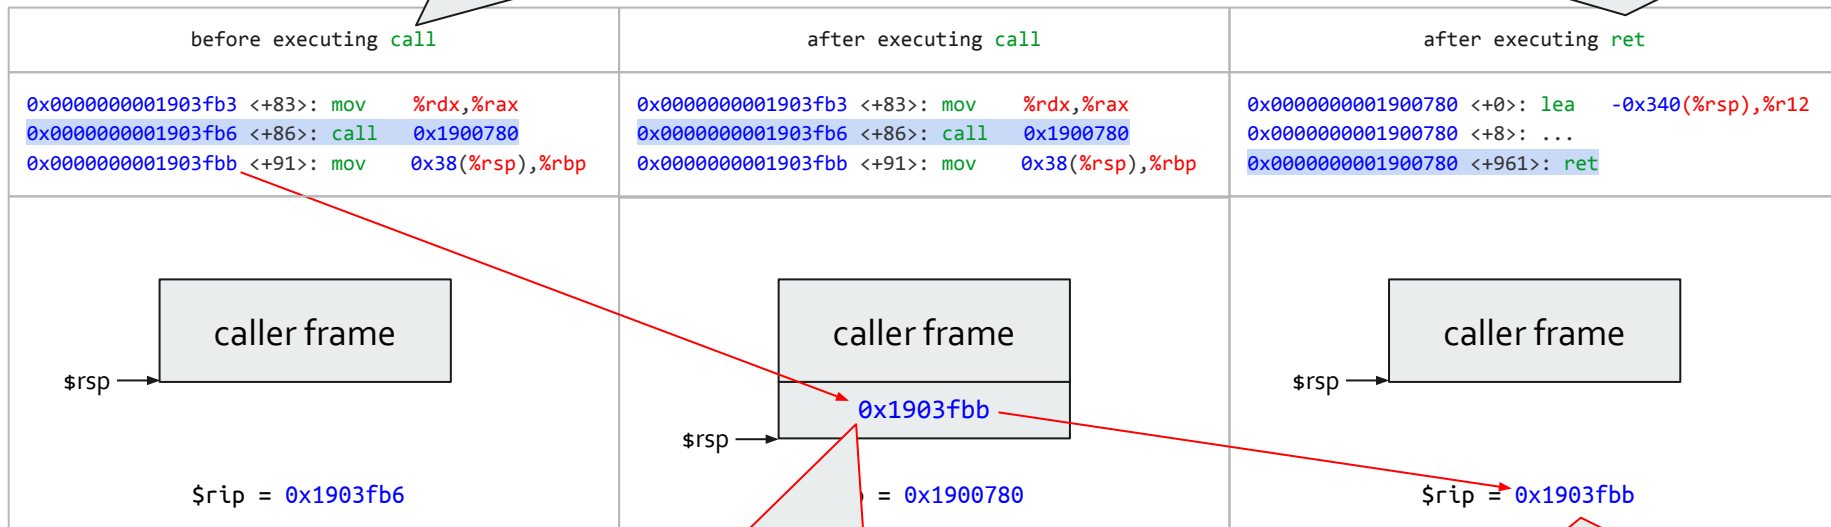 before executing call
after executing call
after executing ret
0x0000000001903fb3 <+83>: mov %rdx,%rax
0x0000000001903fb6 <+86>: call 0x1900780
0x0000000001903fbb <+91>: mov 0x38(%rsp),%rbp
0x0000000001903fb3 <+83>: mov %rdx,%rax
0x0000000001903fb6 <+86>: call 0x1900780
0x0000000001903fbb <+91>: mov 0x38(%rsp),%rbp
0x0000000001900780 <+0>: lea -0x340(%rsp),%r12
0x0000000001900780 <+8>: ...
0x0000000001900780 <+961>: ret
caller frame
$rsp
$rip = 0x1903fb6
caller frame
0x1903fbb
$rsp
= 0x1900780
caller frame
$rsp
$rip = 0x1903fbb